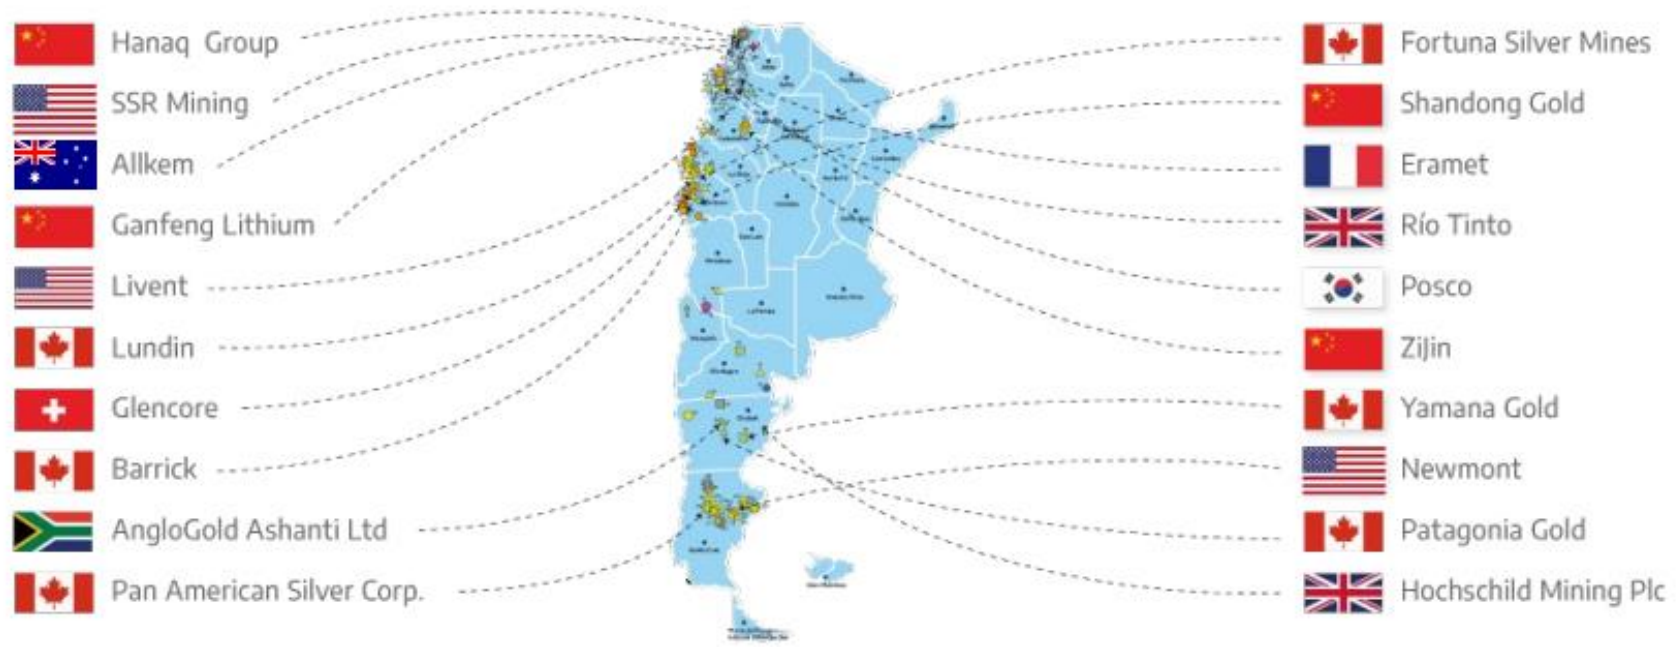 Hanaq Group
SSR Mining
Allkem
Ganfeng Lithium
Livent
Lundin
Glencore
Barrick
AngloGold Ashanti Ltd
Pan American Silver Corp.
Fortuna Silver Mines
Shandong Gold
Eramet
Río Tinto
Posco
ZiJin
Yamana Gold
Newmont
Patagonia Gold
Hochschild Mining Plc